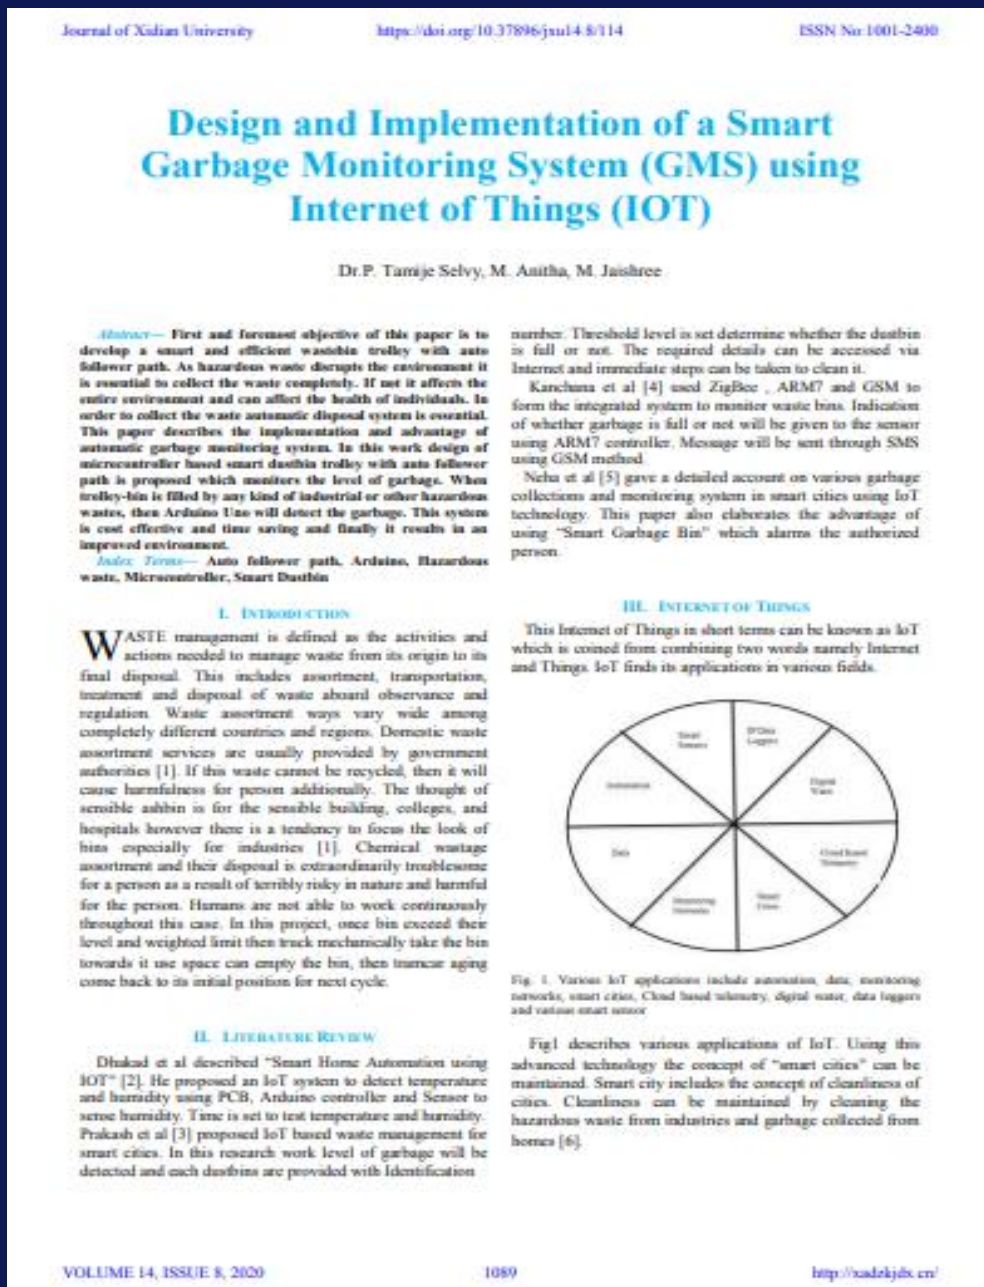 Journal of Xidian University
https://doi.org/10.37896/jxu14.8/114
ISSN No:1001-2400
Design and Implementation of a Smart
Garbage Monitoring System (GMS) using
Internet of Things (IOT)
Dr.P. Tamije Selvy, M. Anitha, M. Jaishree
Abstract— First and foremost objective of this paper is to
develop a smart and efficient wastebin trolley with auto
follower path. As hazardous waste disrupts the environment it
is essential to collect the waste completely. If not it affects the
entire environment and can affect the health of individuals. In
order to collect the waste automatic disposal system is essential.
This paper describes the implementation and advantage of
automatic garbage monitoring system. In this work design of
microcontroller based smart dustbin trolley with auto follower
path is proposed which monitors the level of garbage. When
trolley-bin is filled by any kind of industrial or other hazardous
wastes, then Arduino Uno will detect the garbage. This system
is cost effective and time saving and finally it results in an
improved environment.
Index Terms— Auto follower path, Arduino, Hazardous
waste, Microcontroller, Smart Dustbin
I. INTRODUCTION
WASTE management is defined as the activities and
actions needed to manage waste from its origin to its
final disposal. This includes assortment, transportation,
treatment and disposal of waste aboard observance and
regulation. Waste assortment ways vary wide among
completely different countries and regions. Domestic waste
assortment services are usually provided by government
authorities [1]. If this waste cannot be recycled, then it will
cause harmfulness for person additionally. The thought of
sensible ashbin is for the sensible building, colleges, and
hospitals however there is a tendency to focus the look of
bins especially for industries [1]. Chemical wastage
assortment and their disposal is extraordinarily troublesome
for a person as a result of terribly risky in nature and harmful
for the person. Humans are not able to work continuously
throughout this case. In this project, once bin exceed their
level and weighted limit then truck mechanically take the bin
towards it use space can empty the bin, then tramcar aging
come back to its initial position for next cycle.
II. LITERATURE REVIEW
Dhakad et al described "Smart Home Automation using
IOT" [2]. He proposed an IoT system to detect temperature
and humidity using PCB, Arduino controller and Sensor to
sense humidity. Time is set to test temperature and humidity.
Prakash et al [3] proposed IoT based waste management for
smart cities. In this research work level of garbage will be
detected and each dustbins are provided with Identification
number. Threshold level is set determine whether the dustbin
is full or not. The required details can be accessed via
Internet and immediate steps can be taken to clean it.
Kanchana et al [4] used ZigBee , ARM7 and GSM to
form the integrated system to monitor waste bins. Indication
of whether garbage is full or not will be given to the sensor
using ARM7 controller. Message will be sent through SMS
using GSM method.
Neha et al [5] gave a detailed account on various garbage
collections and monitoring system in smart cities using IoT
technology. This paper also elaborates the advantage of
using "Smart Garbage Bin" which alarms the authorized
person.
III. INTERNET OF THINGS
This Internet of Things in short terms can be known as IoT
which is coined from combining two words namely Internet
and Things. IoT finds its applications in various fields.
Smart
Sensors
Data
Loggers
Automation
Digital
Water
Data
Cloud Based
Telemetry
Monitoring
Networks
Smart
Cities
Fig. 1. Various IoT applications include automation, data, monitoring
networks, smart cities, Cloud based telemetry, digital water, data loggers
and various smart sensor
Fig1 describes various applications of IoT. Using this
advanced technology the concept of "smart cities" can be
maintained. Smart city includes the concept of cleanliness of
cities. Cleanliness can be maintained by cleaning the
hazardous waste from industries and garbage collected from
homes [6].
VOLUME 14, ISSUE 8, 2020
1089
http://xadzkjdx.cn/